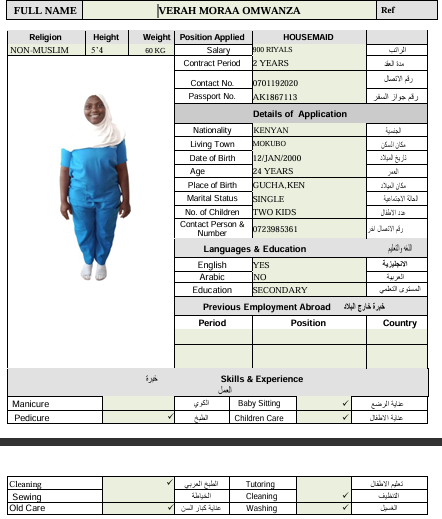 FULL NAME VERAH MORAA OMWANZA Ref
Religion Height Weight Position Applied HOUSEMAID
NON-MUSLIM 5'4 60 KG Salary 900 RIYALS الراتب
Contract Period 2 YEARS مدة العقد
Contact No. 0701192020 رقم الاتصال
Passport No. AK1867113 رقم جواز السفر
Details of Application
Nationality KENYAN الجنسية
Living Town MOKUBO مكان السكن
Date of Birth 12/JAN/2000 تاريخ الميلاد
Age 24 YEARS العمر
Place of Birth GUCHA,KEN مكان الميلاد
Marital Status SINGLE الحالة الاجتماعية
No. of Children TWO KIDS عدد الاطفال
Contact Person & Number 0723985361 رقم الاتصال اخر
Languages & Education اللغة والتعليم
English YES الانجليزية
Arabic NO العربية
Education SECONDARY المستوى التعلمي
Previous Employment Abroad خبرة خارج البلاد
Period Position Country
خبرة Skills & Experience
العمل
Manicure الكوي Baby Sitting ✓ عناية الرضع
Pedicure ✓ الطبخ Children Care ✓ عناية الاطفال
Cleaning ✓ الطبخ العربي Tutoring تعليم الاطفال
Sewing الخياطة Cleaning ✓ التنظيف
Old Care ✓ عناية كبار السن Washing ✓ الغسيل